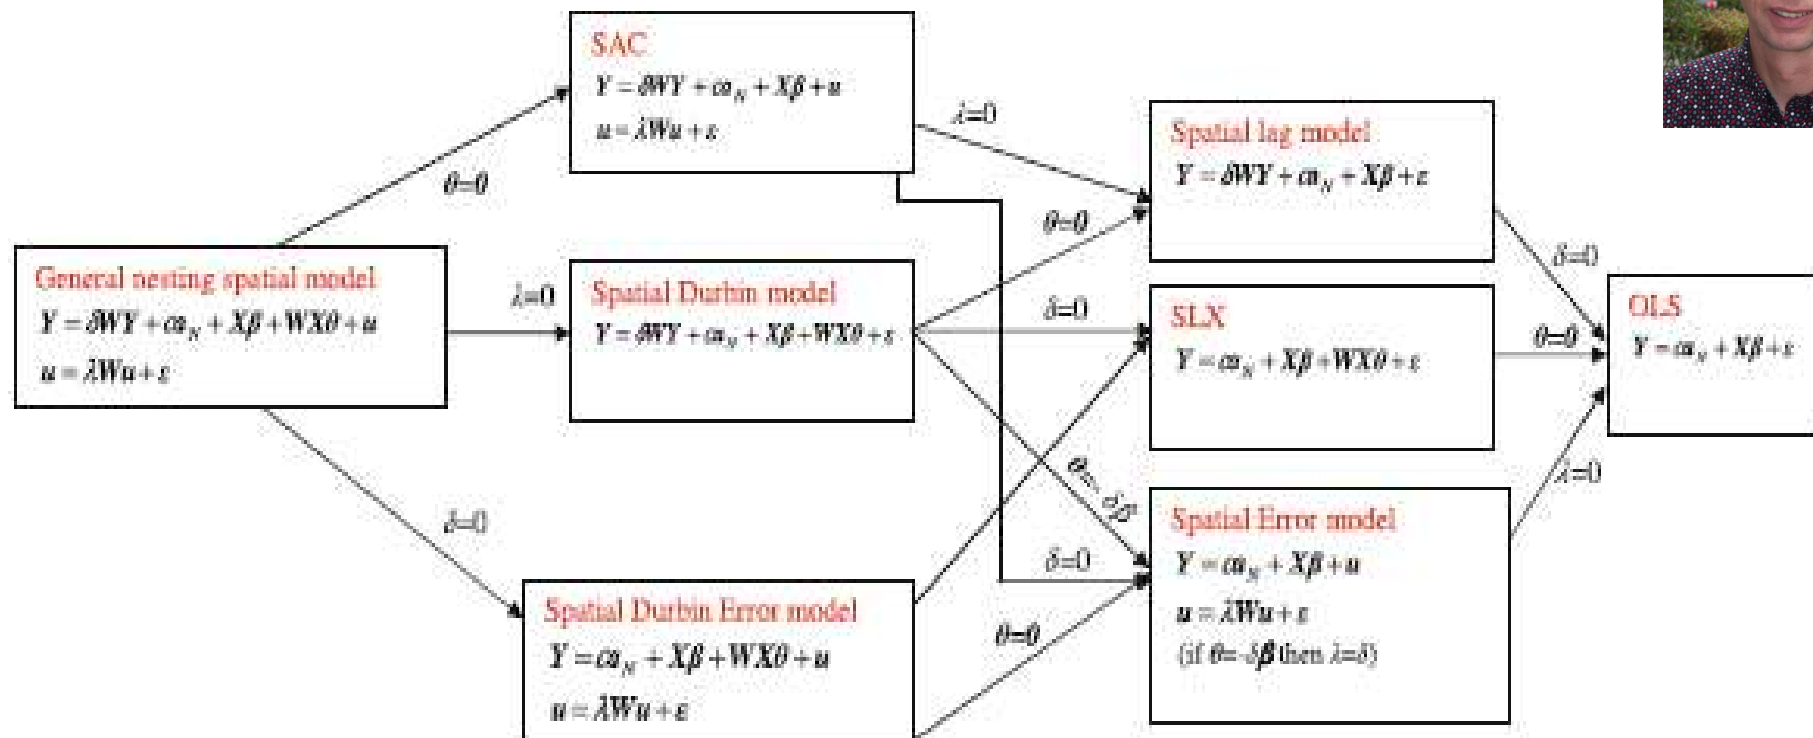 SAC
Y = δWY + αι_N + Xβ + u
u = λWu + ε
λ=0
θ=0
Spatial lag model
Y = δWY + αι_N + Xβ + ε
General nesting spatial model
Y = δWY + αι_N + Xβ + WXθ + u
u = λWu + ε
λ=0
Spatial Durbin model
Y = δWY + αι_N + Xβ + WXθ + ε
θ=0
δ=0
θ=- δβ
SLX
Y = αι_N + Xβ + WXθ + ε
δ=0
θ=0
OLS
Y = αι_N + Xβ + ε
δ=0
Spatial Durbin Error model
Y = αι_N + Xβ + WXθ + u
u = λWu + ε
δ=0
θ=0
Spatial Error model
Y = αι_N + Xβ + u
u = λWu + ε
(if θ=-δβ then λ=δ)
λ=0